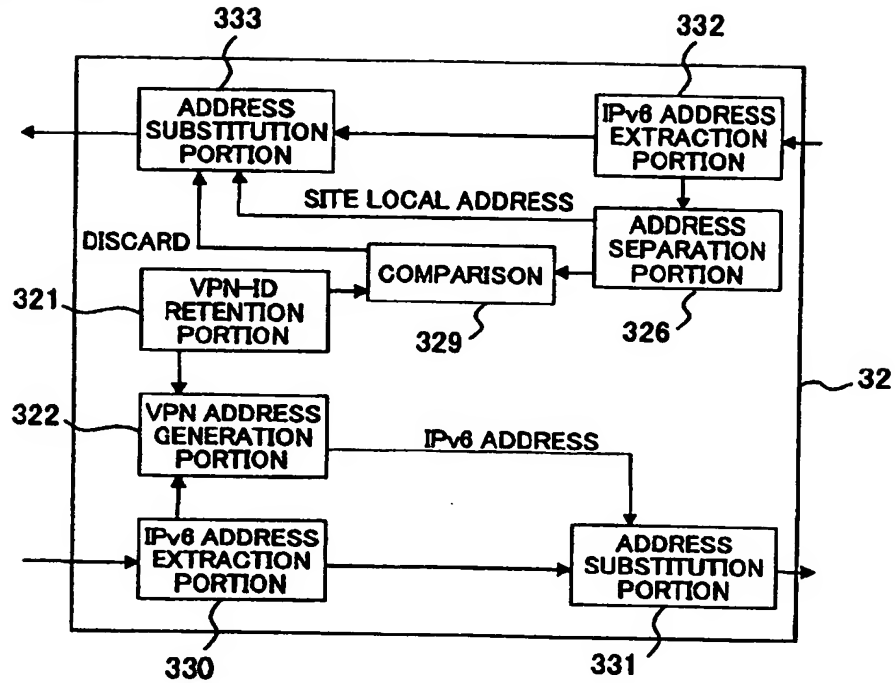 333
332
ADDRESS
SUBSTITUTION
PORTION
IPv6 ADDRESS
EXTRACTION
PORTION
SITE LOCAL ADDRESS
DISCARD
COMPARISON
ADDRESS
SEPARATION
PORTION
321
VPN-ID
RETENTION
PORTION
329
326
32
322
VPN ADDRESS
GENERATION
PORTION
IPv6 ADDRESS
IPv6 ADDRESS
EXTRACTION
PORTION
ADDRESS
SUBSTITUTION
PORTION
330
331